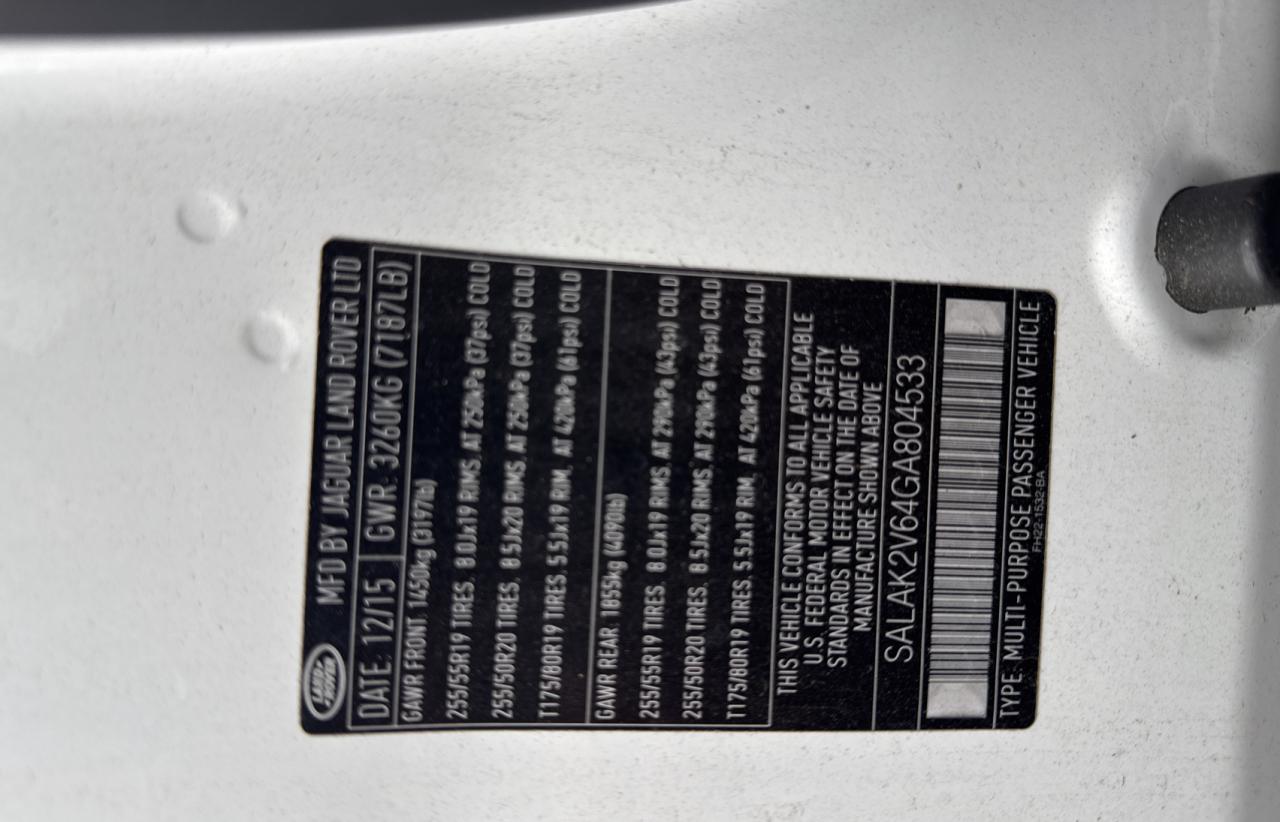 LAND ROVER
MFD BY JAGUAR LAND ROVER LTD
DATE: 12/15 GWR: 3260KG (7187LB)
GAWR FRONT. 1450kg (3197lb)
255/55R19 TIRES. 8.0Jx19 RIMS. AT 250kPa (37psi) COLD
255/50R20 TIRES. 8.5Jx20 RIMS. AT 250kPa (37psi) COLD
T175/80R19 TIRES. 5.5Jx19 RIM. AT 420kPa (61psi) COLD
GAWR REAR. 1855kg (4090lb)
255/55R19 TIRES. 8.0Jx19 RIMS. AT 290kPa (43psi) COLD
255/50R20 TIRES. 8.5Jx20 RIMS. AT 290kPa (43psi) COLD
T175/80R19 TIRES. 5.5Jx19 RIM. AT 420kPa (61psi) COLD
THIS VEHICLE CONFORMS TO ALL APPLICABLE
U.S. FEDERAL MOTOR VEHICLE SAFETY
STANDARDS IN EFFECT ON THE DATE OF
MANUFACTURE SHOWN ABOVE
SALAK2V64GA804533
TYPE: MULTI-PURPOSE PASSENGER VEHICLE
FH22-1532-BA